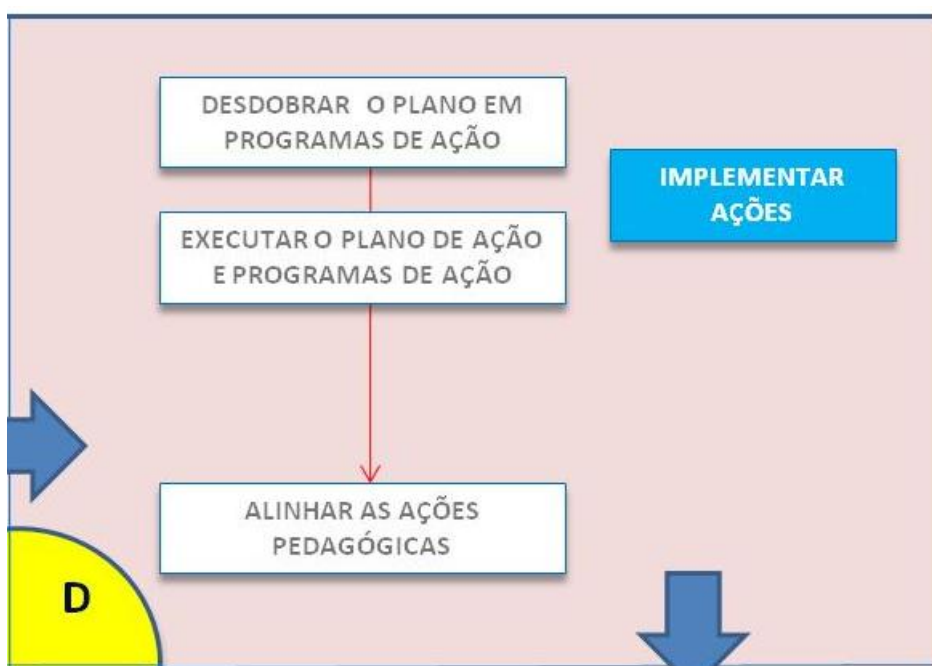 DESDOBRAR O PLANO EM
PROGRAMAS DE AÇÃO
IMPLEMENTAR
AÇÕES
EXECUTAR O PLANO DE AÇÃO
E PROGRAMAS DE AÇÃO
ALINHAR AS AÇÕES
PEDAGÓGICAS
D